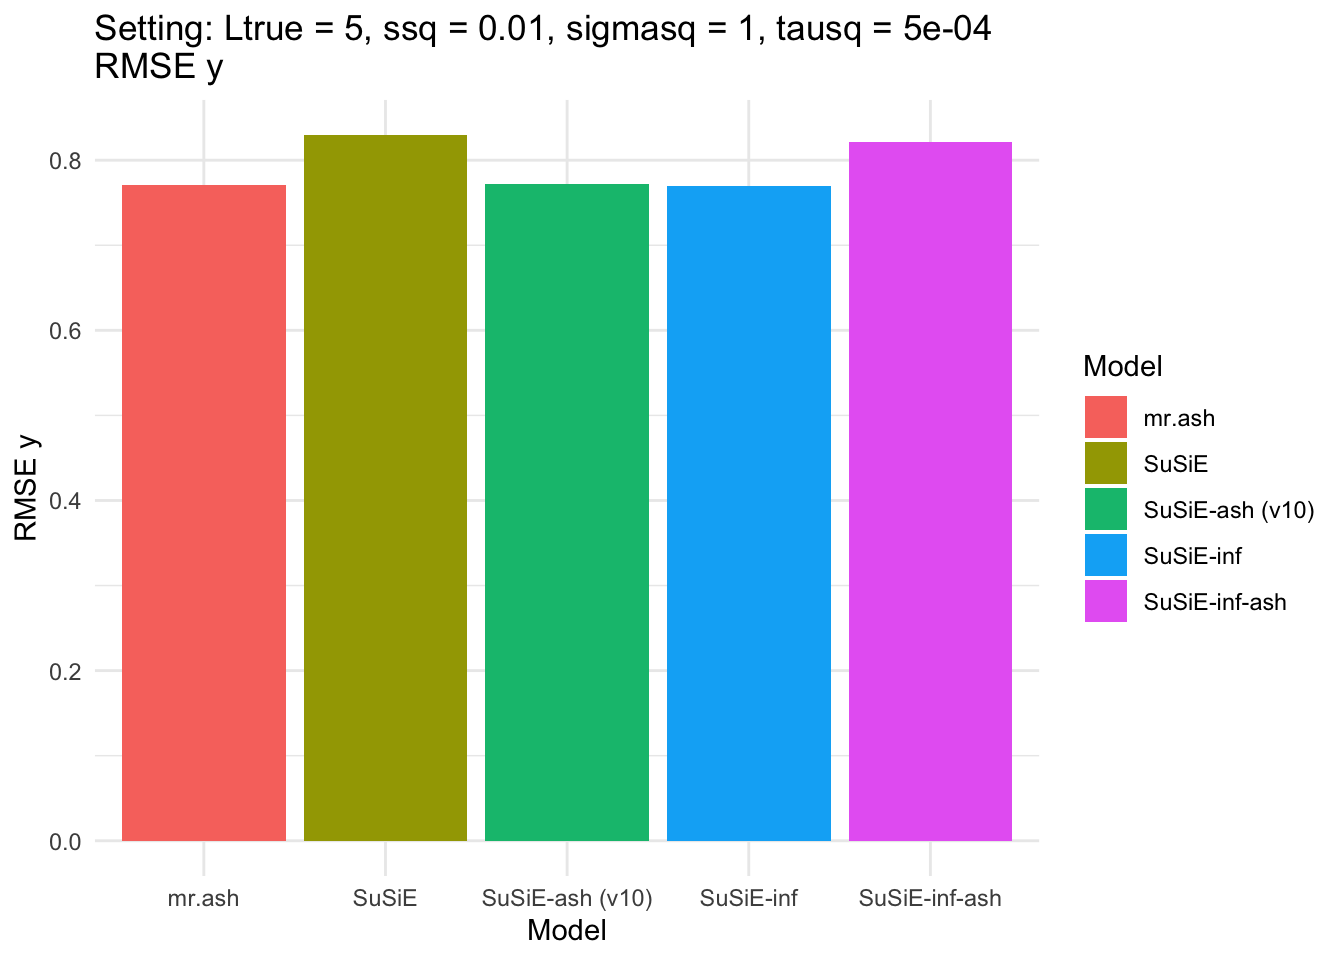 Setting: Ltrue = 5, ssq = 0.01, sigmasq = 1, tausq = 5e-04
RMSE y
RMSE y
0.8
0.6
0.4
0.2
0.0
mr.ash
SuSiE
SuSiE-ash (v10)
SuSiE-inf
SuSiE-inf-ash
Model
Model
mr.ash
SuSiE
SuSiE-ash (v10)
SuSiE-inf
SuSiE-inf-ash